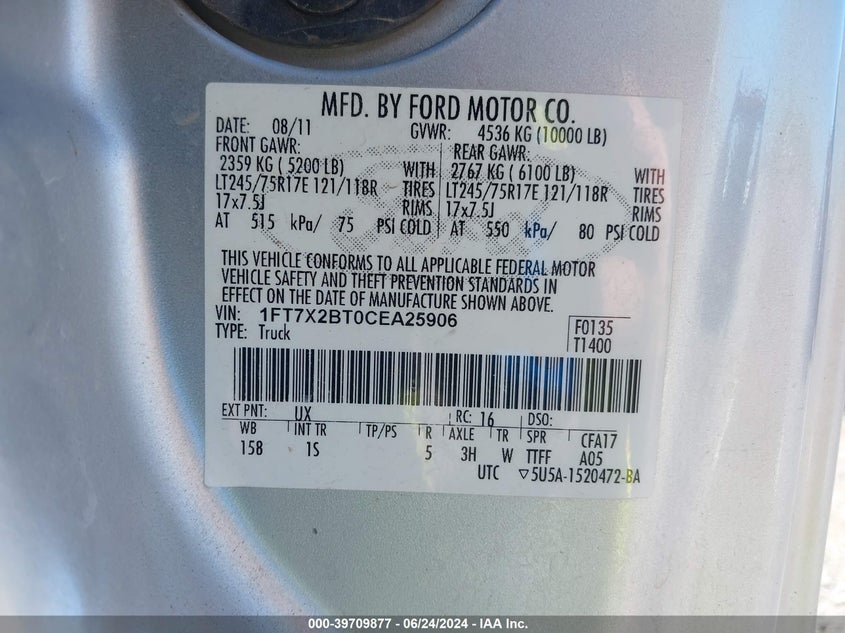 MFD. BY FORD MOTOR CO.
DATE: 08/11 GVWR: 4536 KG (10000 LB)
FRONT GAWR: REAR GAWR:
2359 KG ( 5200 LB) WITH 2767 KG ( 6100 LB) WITH
LT245/75R17E 121/118R TIRES LT245/75R17E 121/118R TIRES
17x7.5J RIMS 17x7.5J RIMS
AT 515 kPa/ 75 PSI COLD AT 550 kPa/ 80 PSI COLD
THIS VEHICLE CONFORMS TO ALL APPLICABLE FEDERAL MOTOR
VEHICLE SAFETY AND THEFT PREVENTION STANDARDS IN
EFFECT ON THE DATE OF MANUFACTURE SHOWN ABOVE.
VIN: 1FT7X2BT0CEA25906 F0135
TYPE: Truck T1400
EXT PNT: UX RC: 16 DSO:
WB INT TR TP/PS R AXLE TR SPR CFA17
158 1S 5 3H W TTFF A05
UTC ▽5U5A-1520472-BA
000-39709877 / 06/24/2024 - IAA Inc.